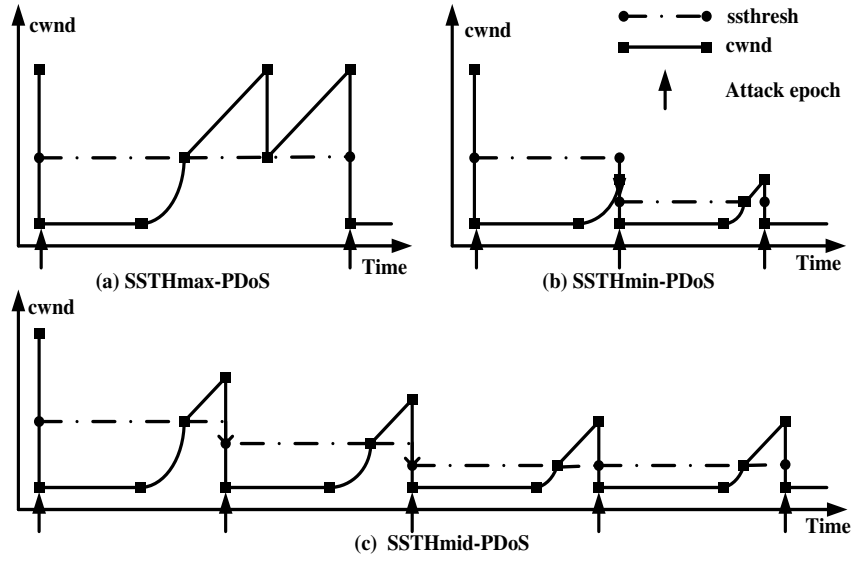 cwnd
Time
(a) SSTHmax-PDoS
cwnd
ssthresh
cwnd
Attack epoch
Time
(b) SSTHmin-PDoS
cwnd
Time
(c) SSTHmid-PDoS